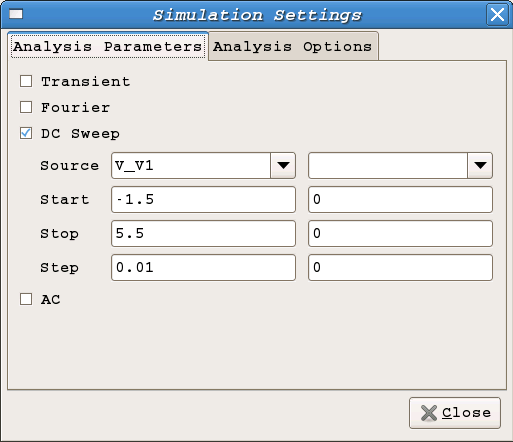 Simulation Settings
Analysis Parameters Analysis Options
Transient
Fourier
DC Sweep
Source V_V1
Start -1.5 0
Stop 5.5 0
Step 0.01 0
AC
Close